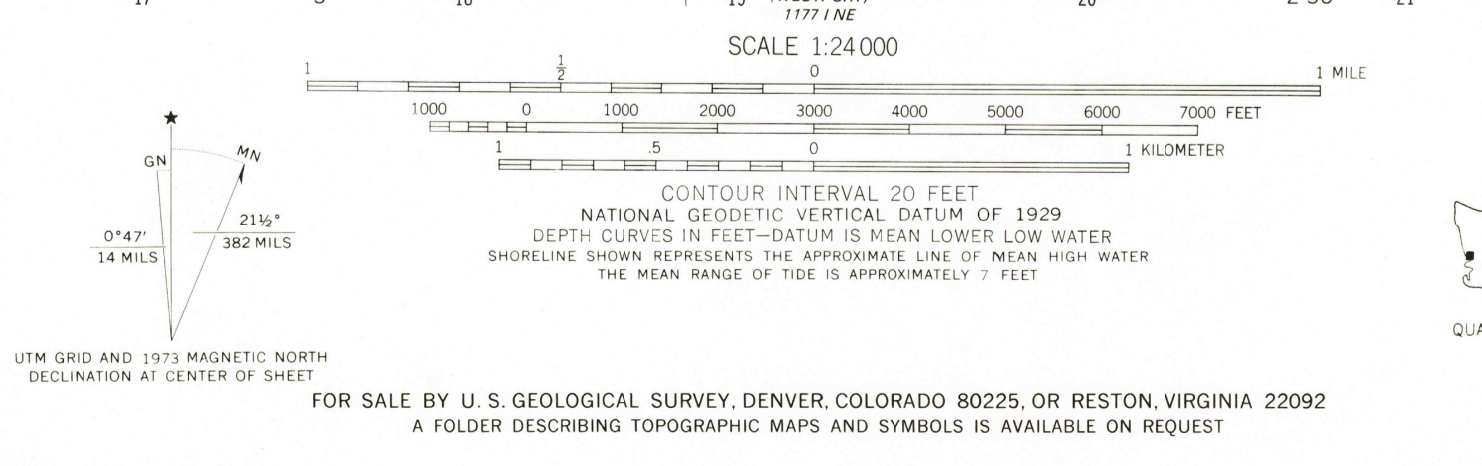 1177 I NE
SCALE 1:24 000
1 1/2 0 1 MILE
1000 0 1000 2000 3000 4000 5000 6000 7000 FEET
1 .5 0 1 KILOMETER
CONTOUR INTERVAL 20 FEET
NATIONAL GEODETIC VERTICAL DATUM OF 1929
DEPTH CURVES IN FEET—DATUM IS MEAN LOWER LOW WATER
SHORELINE SHOWN REPRESENTS THE APPROXIMATE LINE OF MEAN HIGH WATER
THE MEAN RANGE OF TIDE IS APPROXIMATELY 7 FEET
★
GN
MN
0°47′
14 MILS
21½°
382 MILS
UTM GRID AND 1973 MAGNETIC NORTH
DECLINATION AT CENTER OF SHEET
QUA
FOR SALE BY U. S. GEOLOGICAL SURVEY, DENVER, COLORADO 80225, OR RESTON, VIRGINIA 22092
A FOLDER DESCRIBING TOPOGRAPHIC MAPS AND SYMBOLS IS AVAILABLE ON REQUEST